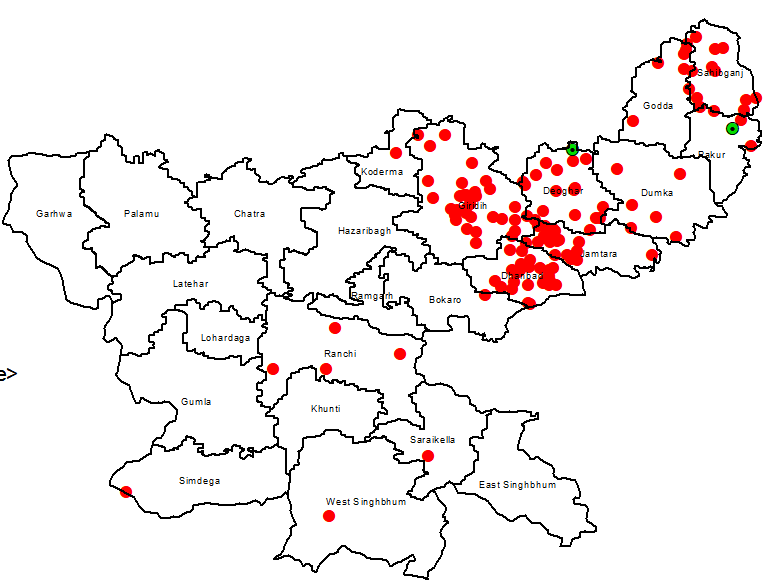 Sahibganj
Godda
Pakur
Koderma
Deoghar
Dumka
Giridih
Garhwa
Palamu
Chatra
Hazaribagh
Jamtara
Dhanbad
Latehar
Ramgarh
Bokaro
Lohardaga
Ranchi
e>
Gumla
Khunti
Saraikella
Simdega
East Singhbhum
West Singhbhum